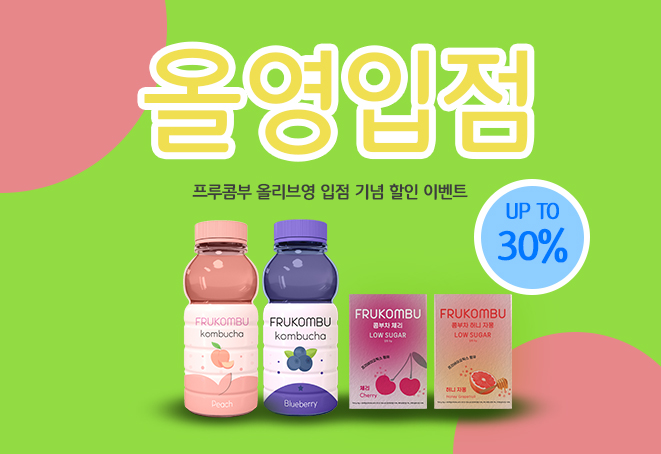 올영입점
프루콤부 올리브영 입점 기념 할인 이벤트
UP TO
30%
FRUKOMBU
kombucha
Peach
FRUKOMBU
kombucha
Blueberry
FRUKOMBU
콤부차 체리
LOW SUGAR
체리
Cherry
FRUKOMBU
콤부차 허니 자몽
LOW SUGAR
허니 자몽
Honey Grapefruit